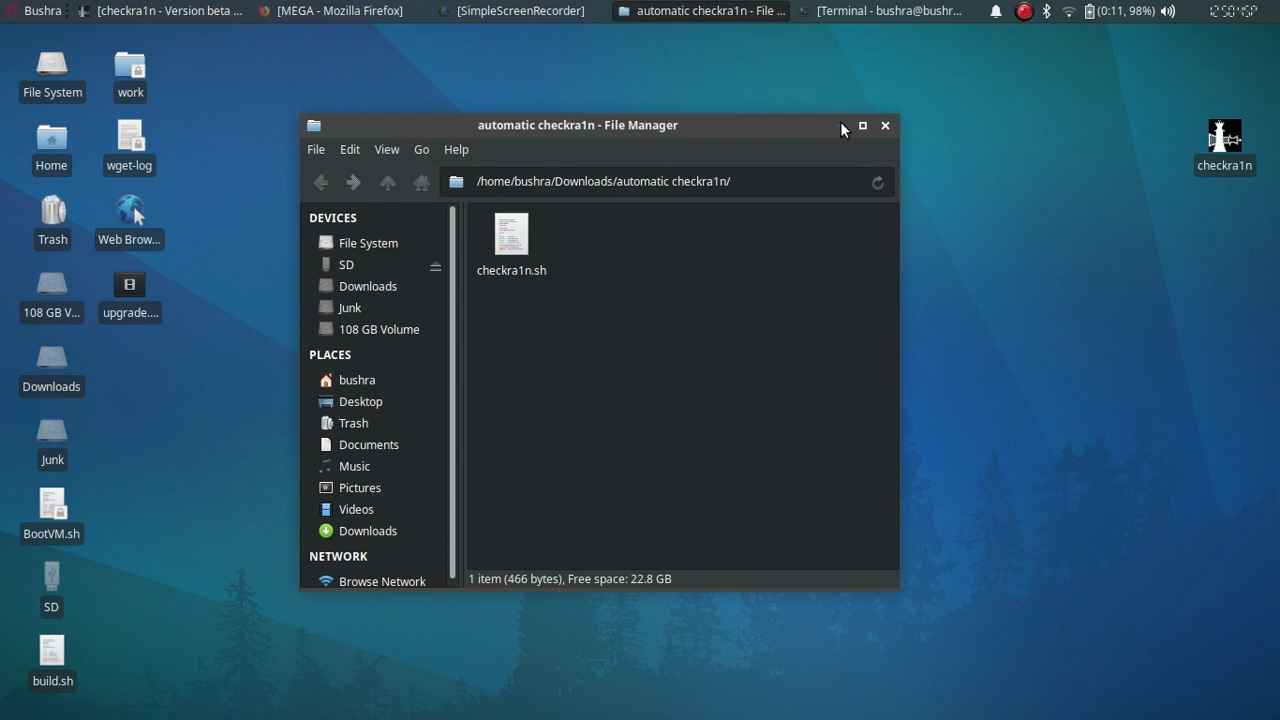 Bushra
[checkra1n - Version beta ...
[MEGA - Mozilla Firefox]
[SimpleScreenRecorder]
automatic checkra1n - File ...
[Terminal - bushra@bushr...
(0:11, 98%)
File System
work
Home
wget-log
Trash
Web Brow...
108 GB V...
upgrade....
Downloads
Junk
BootVM.sh
SD
build.sh
checkra1n
automatic checkra1n - File Manager
File Edit View Go Help
/home/bushra/Downloads/automatic checkra1n/
DEVICES
File System
SD
Downloads
Junk
108 GB Volume
PLACES
bushra
Desktop
Trash
Documents
Music
Pictures
Videos
Downloads
NETWORK
Browse Network
checkra1n.sh
1 item (466 bytes), Free space: 22.8 GB